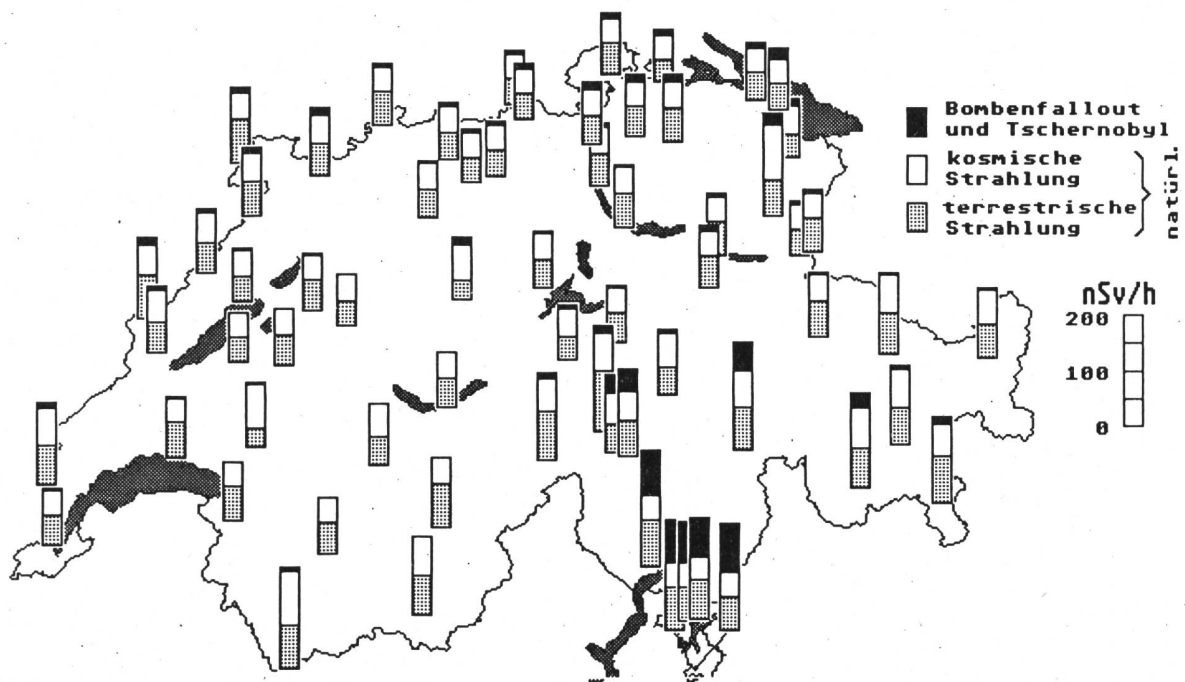 Bombenfallout
und Tschernobyl
kosmische
Strahlung
terrestrische
Strahlung
natürl.
nSv/h
200
100
0